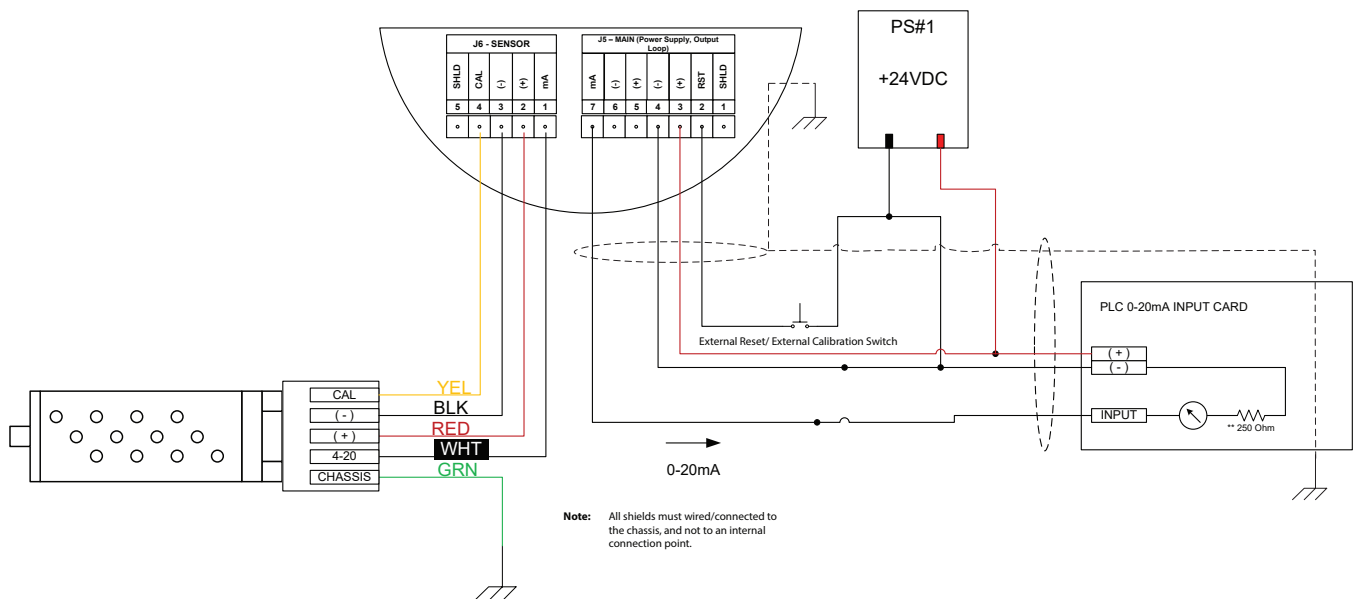 J6 - SENSOR
SHLD CAL (-) (+) mA
5 4 3 2 1
J5 – MAIN (Power Supply, Output
Loop)
mA (-) (+) (-) (+) RST SHLD
7 6 5 4 3 2 1
PS#1
+24VDC
PLC 0-20mA INPUT CARD
( + )
( - )
INPUT
** 250 Ohm
External Reset/ External Calibration Switch
0-20mA
CAL
( - )
( + )
4-20
CHASSIS
YEL
BLK
RED
WHT
GRN
Note: All shields must wired/connected to
the chassis, and not to an internal
connection point.